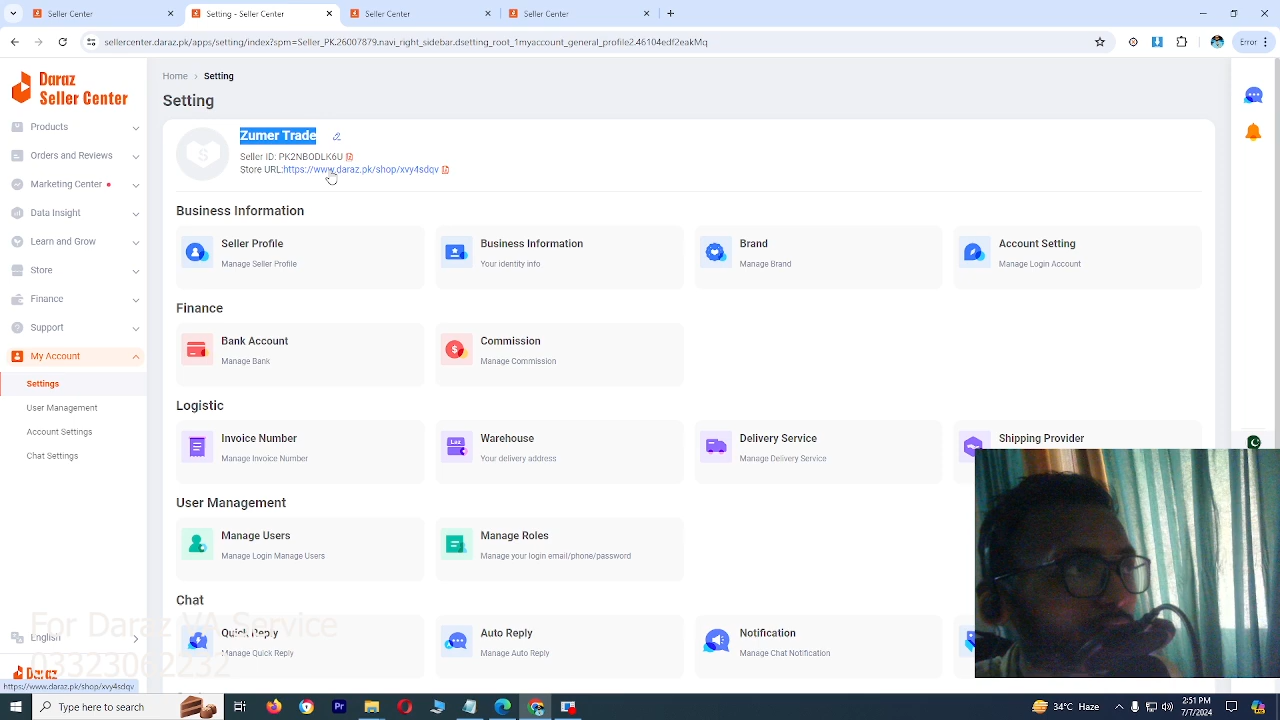 Seller Center
Seller Center
Seller Center
Seller Center
sellercenter.daraz.pk/apps/setting/index?spm=Seller_PK.26007879.navi_right_sidebar.dsetting_root_1maccount_general_profile2.46104edf2eakMq
Error
Daraz
Seller Center
Products
Orders and Reviews
Marketing Center
Data Insight
Learn and Grow
Store
Finance
Support
My Account
Settings
User Management
Account Settings
Chat Settings
English
Daraz
Home > Setting
Setting
Zumer Trade
Seller ID: PK2NBODLK6U
Store URL:https://www.daraz.pk/shop/xvy4sdqv
Business Information
Seller Profile
Manage Seller Profile
Business Information
Your identity info
Brand
Manage Brand
Account Setting
Manage Login Account
Finance
Bank Account
Manage Bank
Commission
Manage Commission
Logistic
Invoice Number
Manage Invoice Number
Warehouse
Your delivery address
Delivery Service
Manage Delivery Service
Shipping Provider
User Management
Manage Users
Manage Login Manage Users
Manage Roles
Manage your login email/phone/password
Chat
Quick Reply
Manage Quick Reply
Auto Reply
Manage Auto Reply
Notification
Manage Chat Notification
For Daraz VA Service
03323062232
https://www.daraz.pk/shop/xvy4sdqv
Type here to search
34°C Haze
2:51 PM
7/7/2024